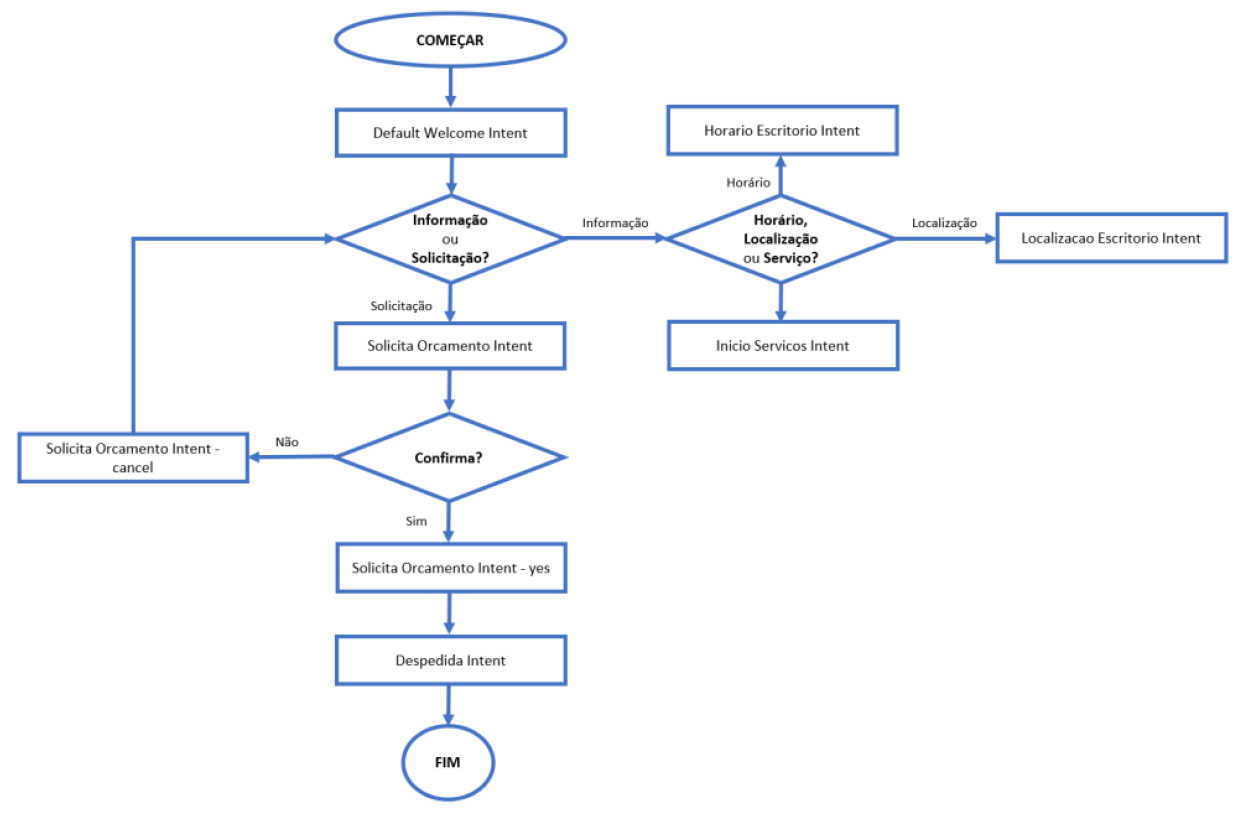 COMEÇAR
Default Welcome Intent
Horario Escritorio Intent
Horário
Informação
ou
Solicitação?
Informação
Horário,
Localização
ou Serviço?
Localização
Localizacao Escritorio Intent
Solicitação
Solicita Orcamento Intent
Inicio Servicos Intent
Solicita Orcamento Intent -
cancel
Não
Confirma?
Sim
Solicita Orcamento Intent - yes
Despedida Intent
FIM